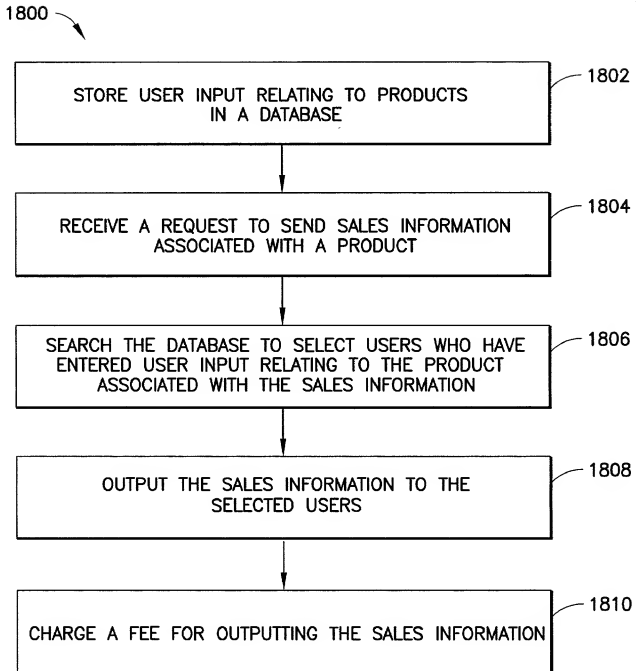 1800
STORE USER INPUT RELATING TO PRODUCTS
IN A DATABASE
1802
RECEIVE A REQUEST TO SEND SALES INFORMATION
ASSOCIATED WITH A PRODUCT
1804
SEARCH THE DATABASE TO SELECT USERS WHO HAVE
ENTERED USER INPUT RELATING TO THE PRODUCT
ASSOCIATED WITH THE SALES INFORMATION
1806
OUTPUT THE SALES INFORMATION TO THE
SELECTED USERS
1808
CHARGE A FEE FOR OUTPUTTING THE SALES INFORMATION
1810